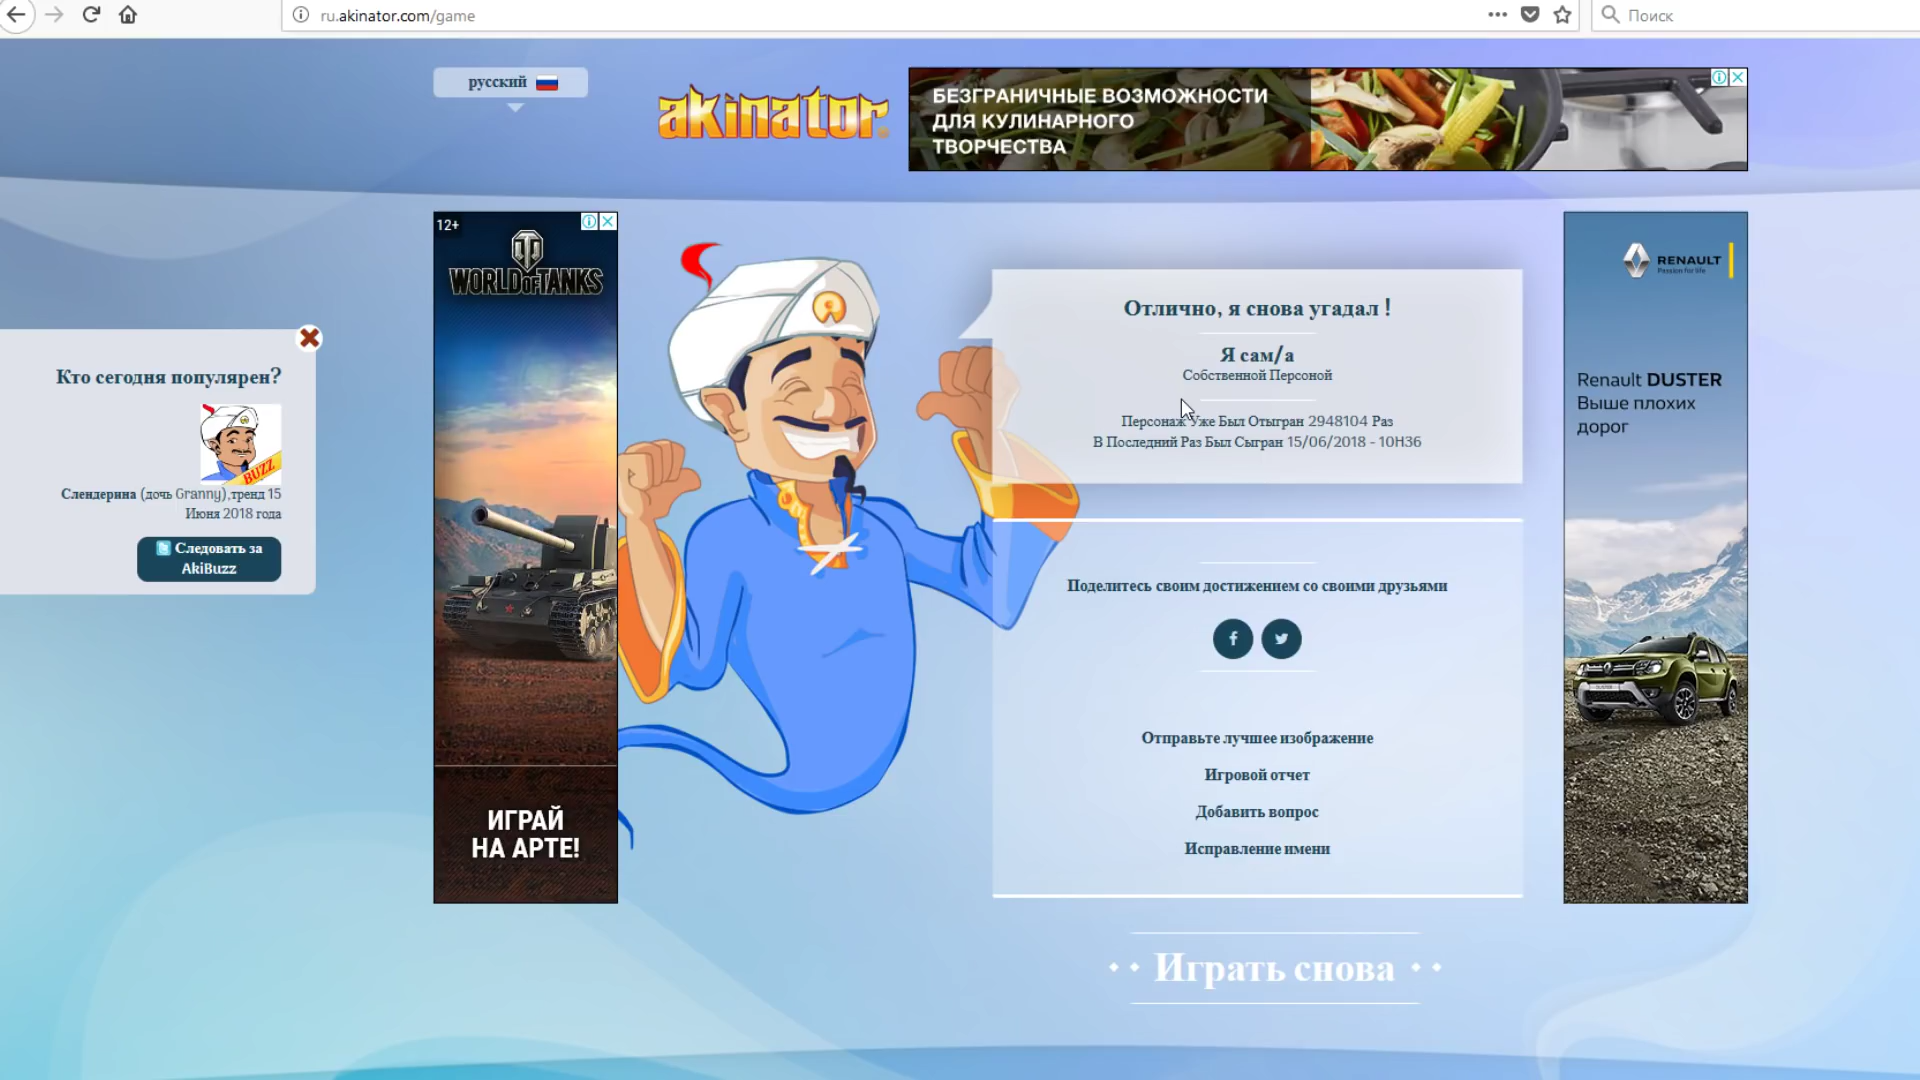 ru.akinator.com/game
Поиск
русский
akinator
БЕЗГРАНИЧНЫЕ ВОЗМОЖНОСТИ
ДЛЯ КУЛИНАРНОГО
ТВОРЧЕСТВА
12+
WORLD OF TANKS
ИГРАЙ
НА АРТЕ!
Кто сегодня популярен?
BUZZ
Слендерина (дочь Granny),тренд 15
Июня 2018 года
Следовать за
AkiBuzz
Отлично, я снова угадал !
Я сам/а
Собственной Персоной
Персонаж Уже Был Отыгран 2948104 Раз
В Последний Раз Был Сыгран 15/06/2018 - 10H36
Поделитесь своим достижением со своими друзьями
Отправьте лучшее изображение
Игровой отчет
Добавить вопрос
Исправление имени
Играть снова
RENAULT
Passion for life
Renault DUSTER
Выше плохих
дорог
DUSTER